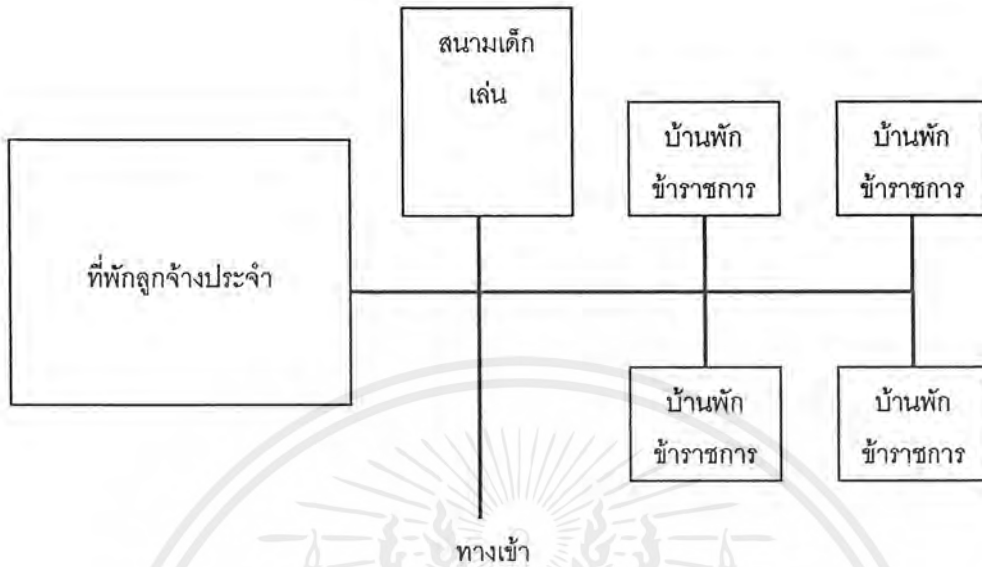 สนามเด็ก
เล่น
บ้านพัก
ข้าราชการ
บ้านพัก
ข้าราชการ
ที่พักลูกจ้างประจำ
บ้านพัก
ข้าราชการ
บ้านพัก
ข้าราชการ
ทางเข้า